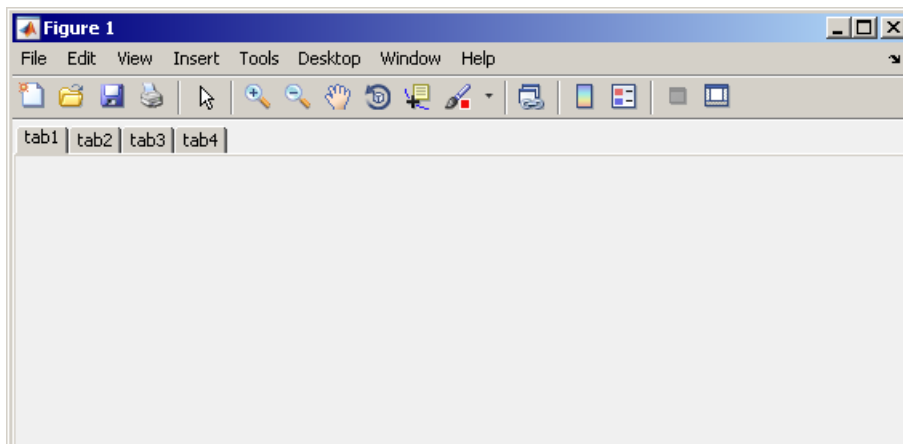 Figure 1
File Edit View Insert Tools Desktop Window Help
tab1 tab2 tab3 tab4